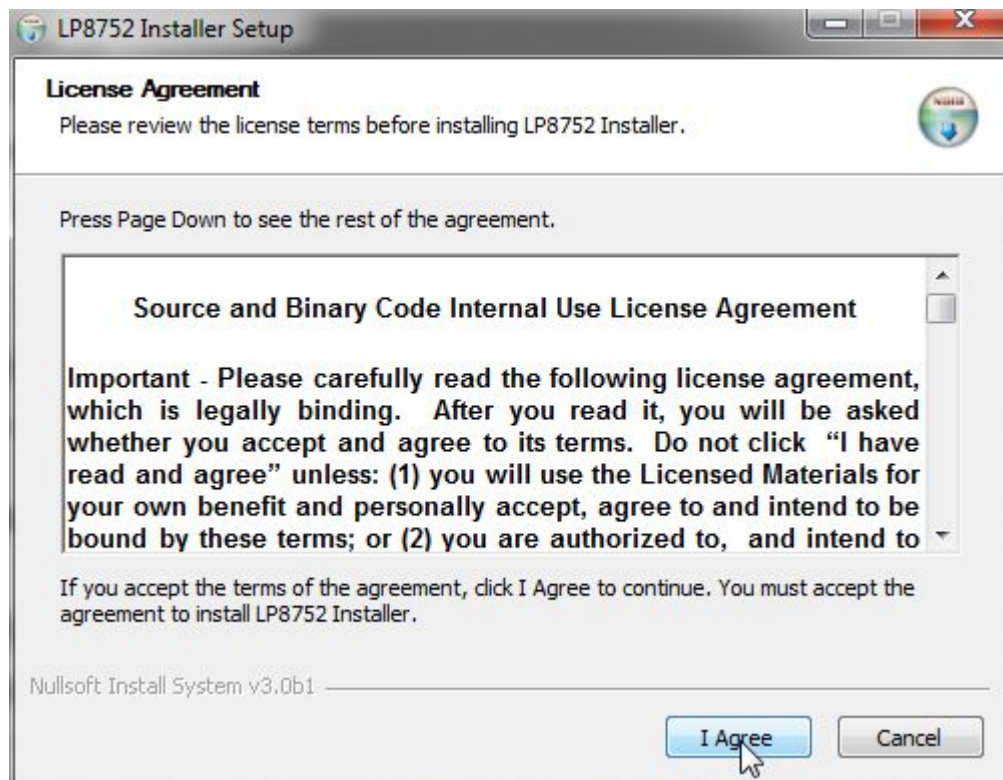 LP8752 Installer Setup
License Agreement
Please review the license terms before installing LP8752 Installer.
Press Page Down to see the rest of the agreement.
Source and Binary Code Internal Use License Agreement
Important - Please carefully read the following license agreement,
which is legally binding.  After you read it, you will be asked
whether you accept and agree to its terms.  Do not click  “I have
read and agree” unless: (1) you will use the Licensed Materials for
your own benefit and personally accept, agree to and intend to be
bound by these terms; or (2) you are authorized to,  and intend to
If you accept the terms of the agreement, click I Agree to continue. You must accept the
agreement to install LP8752 Installer.
Nullsoft Install System v3.0b1
I Agree
Cancel